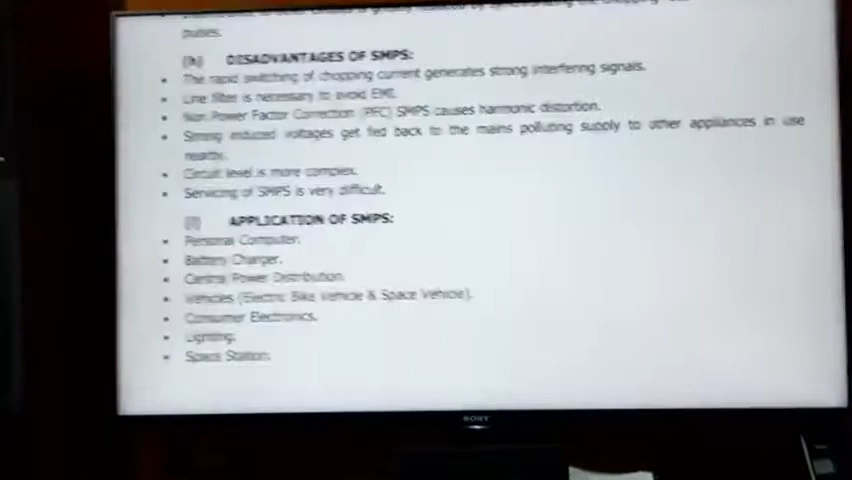 pulses.
(h) DISADVANTAGES OF SMPS:
• The rapid switching of chopping current generates strong interfering signals.
• Line filter is necessary to avoid EMI.
• Non Power Factor Correction (PFC) SMPS causes harmonic distortion.
• Strong induced voltages get fed back to the mains polluting supply to other appliances in use
nearby.
• Circuit level is more complex.
• Servicing of SMPS is very difficult.
(i) APPLICATION OF SMPS:
• Personal Computer.
• Battery Charger.
• Central Power Distribution.
• Vehicles (Electric Bike Vehicle & Space Vehicle).
• Consumer Electronics.
• Lighting.
• Space Station.
SONY